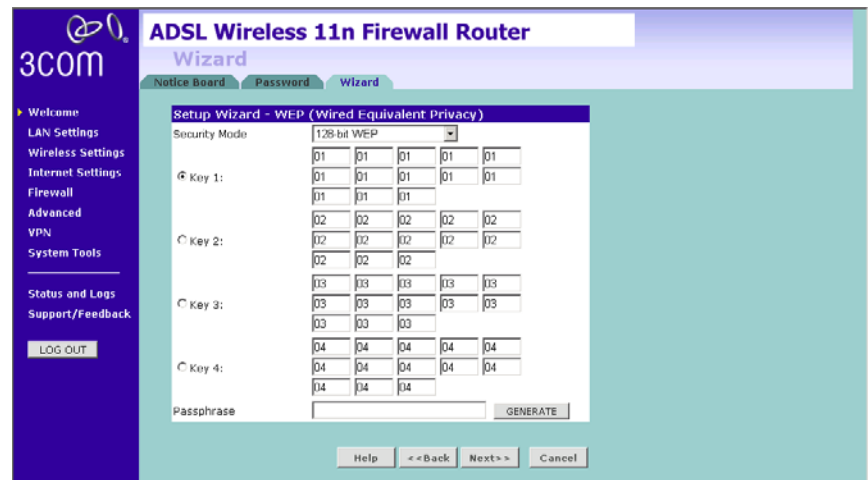 3COM
ADSL Wireless 11n Firewall Router
Wizard
Notice Board Password Wizard
Welcome
LAN Settings
Wireless Settings
Internet Settings
Firewall
Advanced
VPN
System Tools
Status and Logs
Support/Feedback
LOG OUT
Setup Wizard - WEP (Wired Equivalent Privacy)
Security Mode 128-bit WEP
01 01 01 01 01
Key 1: 01 01 01 01 01
01 01 01
02 02 02 02 02
Key 2: 02 02 02 02 02
02 02 02
03 03 03 03 03
Key 3: 03 03 03 03 03
03 03 03
04 04 04 04 04
Key 4: 04 04 04 04 04
04 04 04
Passphrase GENERATE
Help <<Back Next>> Cancel